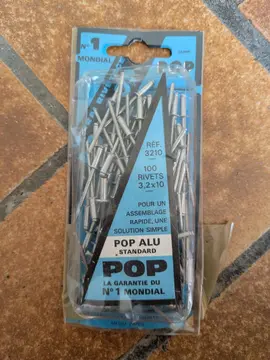 N° 1
MONDIAL
POP
RÉF.
3210
100
RIVETS
3,2x10
POUR UN
ASSEMBLAGE
RAPIDE, UNE
SOLUTION SIMPLE
POP ALU
STANDARD
POP
LA GARANTIE DU
N° 1 MONDIAL